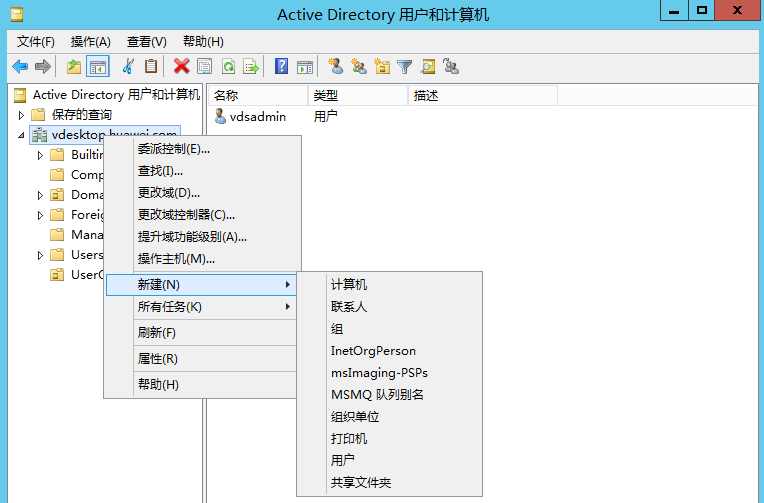 Active Directory 用户和计算机
文件(F) 操作(A) 查看(V) 帮助(H)
Active Directory 用户和计算机
保存的查询
vdesktop.huawei.com
Builtin
Comp
Doma
Foreig
Mana
Users
UserO
名称 类型 描述
vdsadmin 用户
委派控制(E)...
查找(I)...
更改域(D)...
更改域控制器(C)...
提升域功能级别(A)...
操作主机(M)...
新建(N)
所有任务(K)
刷新(F)
属性(R)
帮助(H)
计算机
联系人
组
InetOrgPerson
msImaging-PSPs
MSMQ 队列别名
组织单位
打印机
用户
共享文件夹